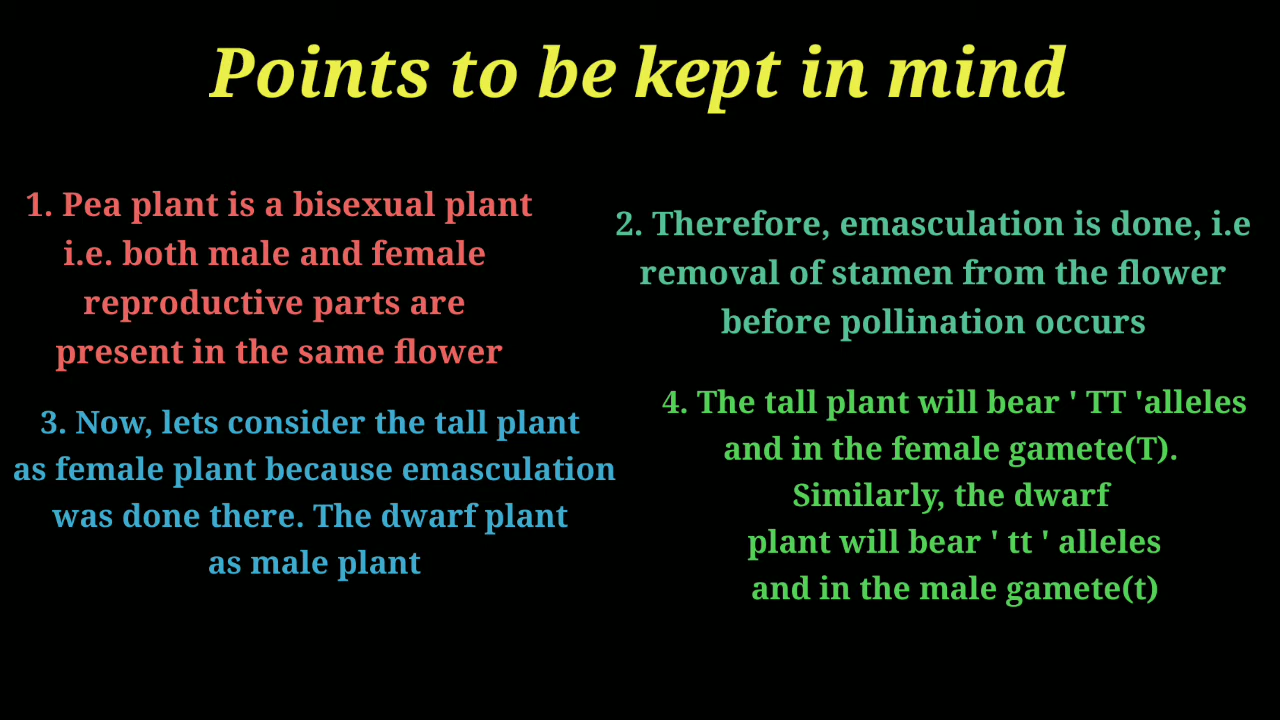 Points to be kept in mind
1. Pea plant is a bisexual plant
i.e. both male and female
reproductive parts are
present in the same flower
2. Therefore, emasculation is done, i.e
removal of stamen from the flower
before pollination occurs
3. Now, lets consider the tall plant
as female plant because emasculation
was done there. The dwarf plant
as male plant
4. The tall plant will bear ' TT 'alleles
and in the female gamete(T).
Similarly, the dwarf
plant will bear ' tt ' alleles
and in the male gamete(t)